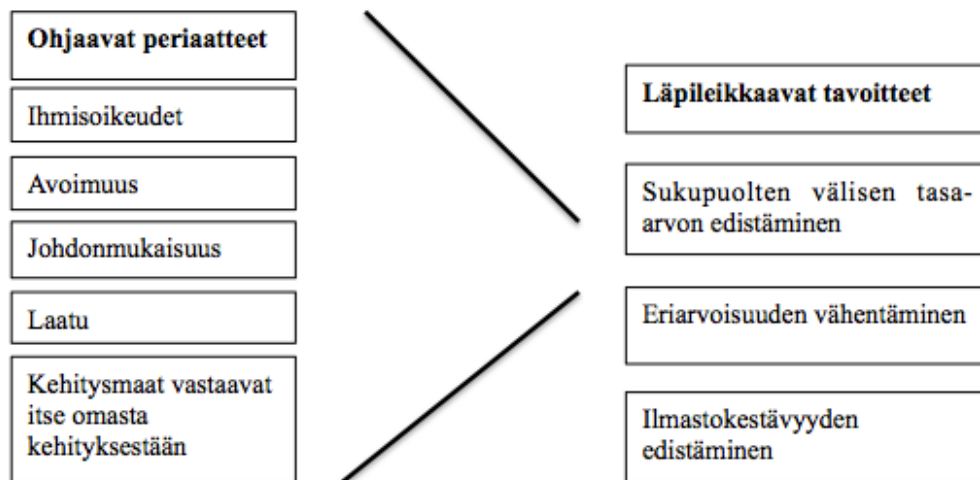 Ohjaavat periaatteet
Ihmisoikeudet
Avoimuus
Johdonmukaisuus
Laatu
Kehitysmaat vastaavat
itse omasta
kehityksestään
Läpileikkaavat tavoitteet
Sukupuolten välisen tasa-
arvon edistäminen
Eriarvoisuuden vähentäminen
Ilmastokestävyyden
edistäminen